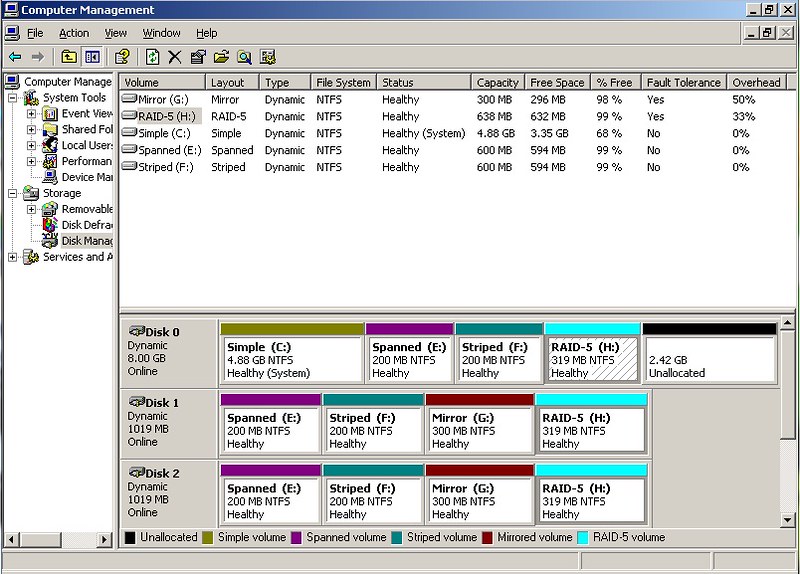 Computer Management
File Action View Window Help
Computer Manage
System Tools
Event View
Shared Fol
Local Users
Performan
Device Ma
Storage
Removable
Disk Defra
Disk Manag
Services and A
Volume Layout Type File System Status Capacity Free Space % Free Fault Tolerance Overhead
Mirror (G:) Mirror Dynamic NTFS Healthy 300 MB 296 MB 98 % Yes 50%
RAID-5 (H:) RAID-5 Dynamic NTFS Healthy 638 MB 632 MB 99 % Yes 33%
Simple (C:) Simple Dynamic NTFS Healthy (System) 4.88 GB 3.35 GB 68 % No 0%
Spanned (E:) Spanned Dynamic NTFS Healthy 600 MB 594 MB 99 % No 0%
Striped (F:) Striped Dynamic NTFS Healthy 600 MB 594 MB 99 % No 0%
Disk 0
Dynamic
8.00 GB
Online
Simple (C:)
4.88 GB NTFS
Healthy (System)
Spanned (E:)
200 MB NTFS
Healthy
Striped (F:)
200 MB NTFS
Healthy
RAID-5 (H:)
319 MB NTFS
Healthy
2.42 GB
Unallocated
Disk 1
Dynamic
1019 MB
Online
Spanned (E:)
200 MB NTFS
Healthy
Striped (F:)
200 MB NTFS
Healthy
Mirror (G:)
300 MB NTFS
Healthy
RAID-5 (H:)
319 MB NTFS
Healthy
Disk 2
Dynamic
1019 MB
Online
Spanned (E:)
200 MB NTFS
Healthy
Striped (F:)
200 MB NTFS
Healthy
Mirror (G:)
300 MB NTFS
Healthy
RAID-5 (H:)
319 MB NTFS
Healthy
Unallocated Simple volume Spanned volume Striped volume Mirrored volume RAID-5 volume